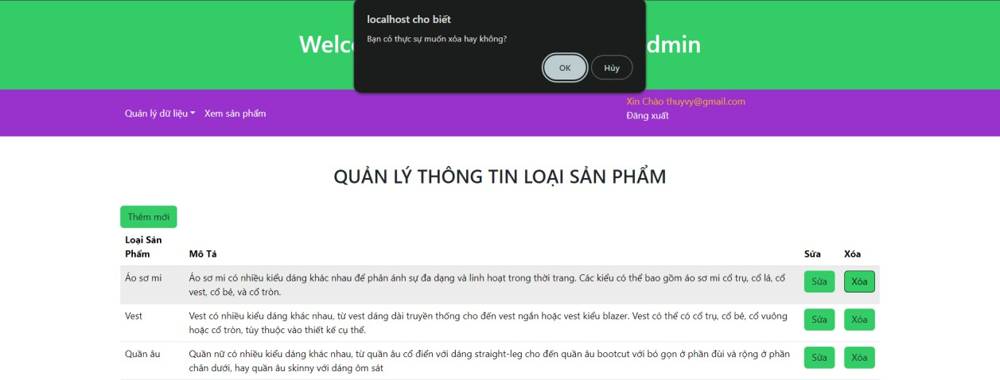 localhost cho biết
Bạn có thực sự muốn xóa hay không?
OK Hủy
dmin
Quản lý dữ liệu Xem sản phẩm
Xin Chào thuyvy@gmail.com
Đăng xuất
QUẢN LÝ THÔNG TIN LOẠI SẢN PHẨM
Thêm mới
Loại Sản
Phẩm Mô Tả Sửa Xóa
Áo sơ mi Áo sơ mi có nhiều kiểu dáng khác nhau để phản ánh sự đa dạng và linh hoạt trong thời trang. Các kiểu có thể bao gồm áo sơ mi cổ trụ, cổ lá, cổ Sửa Xóa
vest, cổ bẻ, và cổ tròn.
Vest Vest có nhiều kiểu dáng khác nhau, từ vest dáng dài truyền thống cho đến vest ngắn hoặc vest kiểu blazer. Vest có thể có cổ trụ, cổ bẻ, cổ vuông Sửa Xóa
hoặc cổ tròn, tùy thuộc vào thiết kế cụ thể.
Quần âu Quần nữ có nhiều kiểu dáng khác nhau, từ quần âu cổ điển với dáng straight-leg cho đến quần âu bootcut với bó gọn ở phần đùi và rộng ở phần Sửa Xóa
chân dưới, hay quần âu skinny với dáng ôm sát